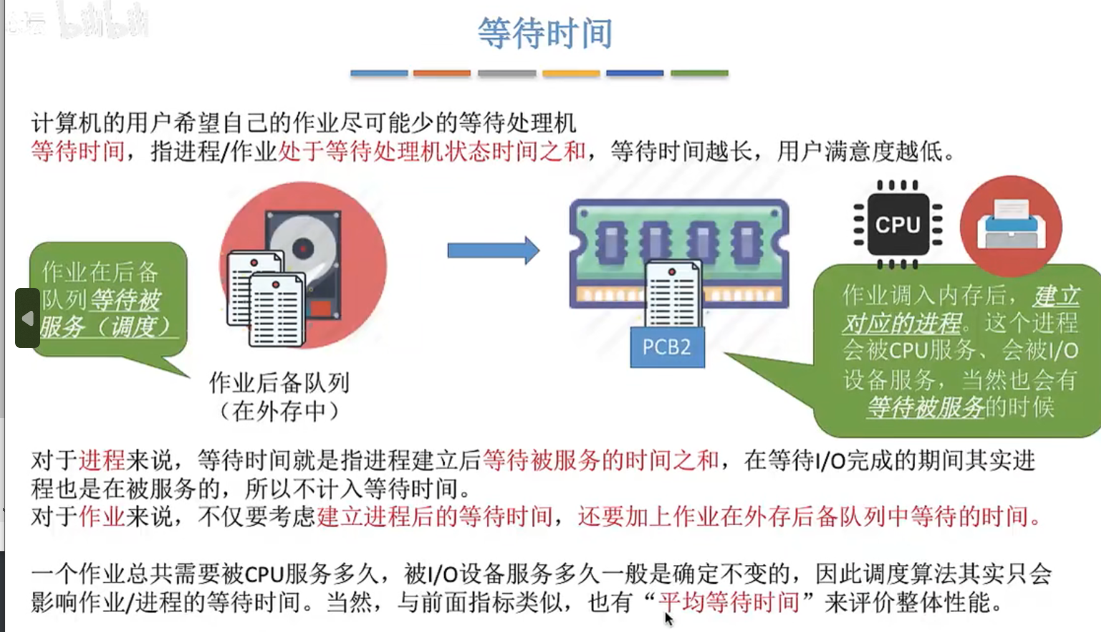 bilibili
等待时间
计算机的用户希望自己的作业尽可能少的等待处理机
等待时间，指进程/作业处于等待处理机状态时间之和，等待时间越长，用户满意度越低。
作业在后备
队列等待被
服务（调度）
作业后备队列
（在外存中）
PCB2
CPU
作业调入内存后，建立
对应的进程。这个进程
会被CPU服务、会被I/O
设备服务，当然也会有
等待被服务的时候
对于进程来说，等待时间就是指进程建立后等待被服务的时间之和，在等待I/O完成的期间其实进
程也是在被服务的，所以不计入等待时间。
对于作业来说，不仅要考虑建立进程后的等待时间，还要加上作业在外存后备队列中等待的时间。
一个作业总共需要被CPU服务多久，被I/O设备服务多久一般是确定不变的，因此调度算法其实只会
影响作业/进程的等待时间。当然，与前面指标类似，也有“平均等待时间”来评价整体性能。